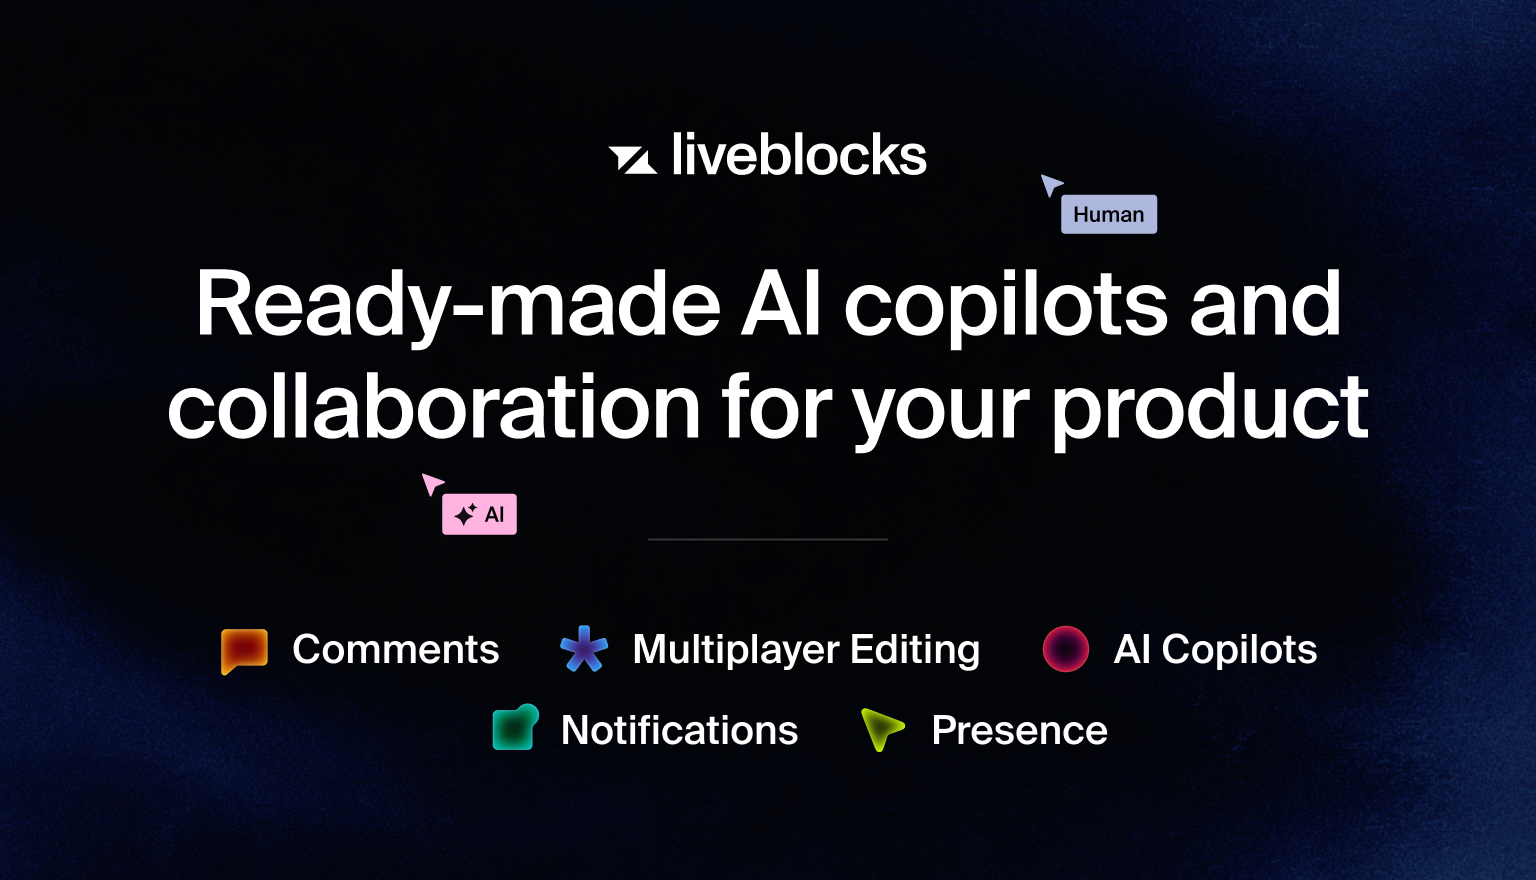 liveblocks
Human
Ready-made AI copilots and
collaboration for your product
AI
Comments
Multiplayer Editing
AI Copilots
Notifications
Presence